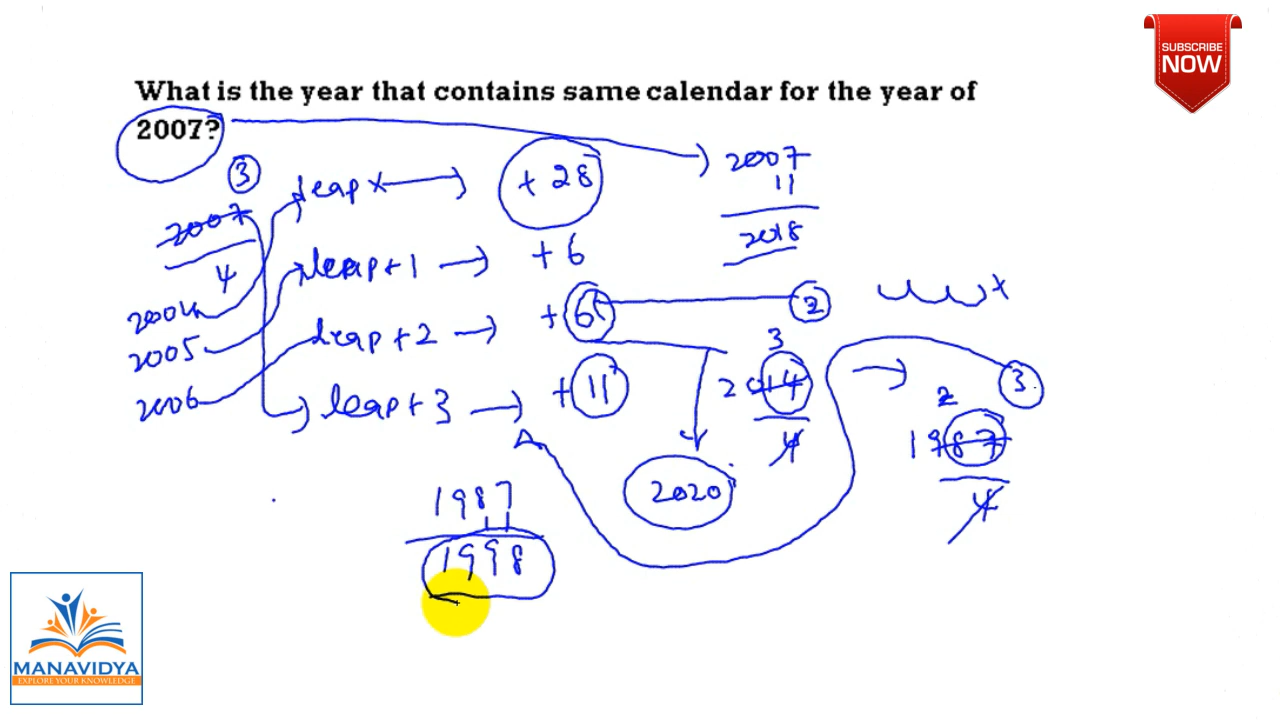 What is the year that contains same calendar for the year of
2007?
SUBSCRIBE
NOW
3
2007
4
2004
2005
2006
leap x → + 28
leap+1 → + 6
leap+2 → + 6
leap+3 → + 11
2007
11
2018
2
3
2014
4
2020
3
2
1987
4
1987
11
1998
MANAVIDYA
EXPLORE YOUR KNOWLEDGE